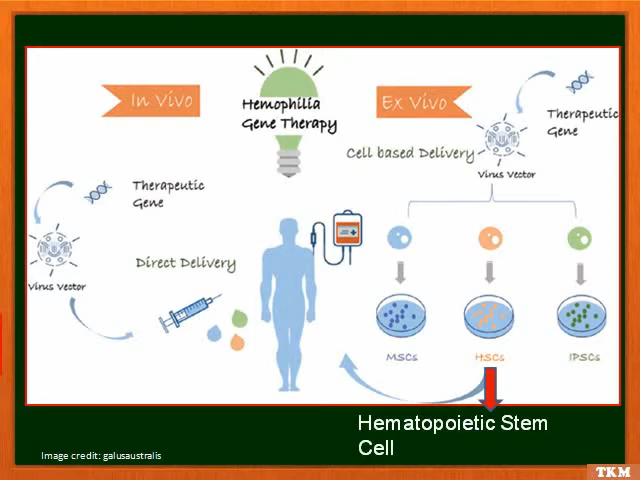 In Vivo
Hemophilia
Gene Therapy
Ex Vivo
Therapeutic
Gene
Cell based Delivery
Virus Vector
Therapeutic
Gene
Direct Delivery
Virus Vector
MSCs
HSCs
IPSCs
Hematopoietic Stem
Cell
Image credit: galusaustralis
TKM